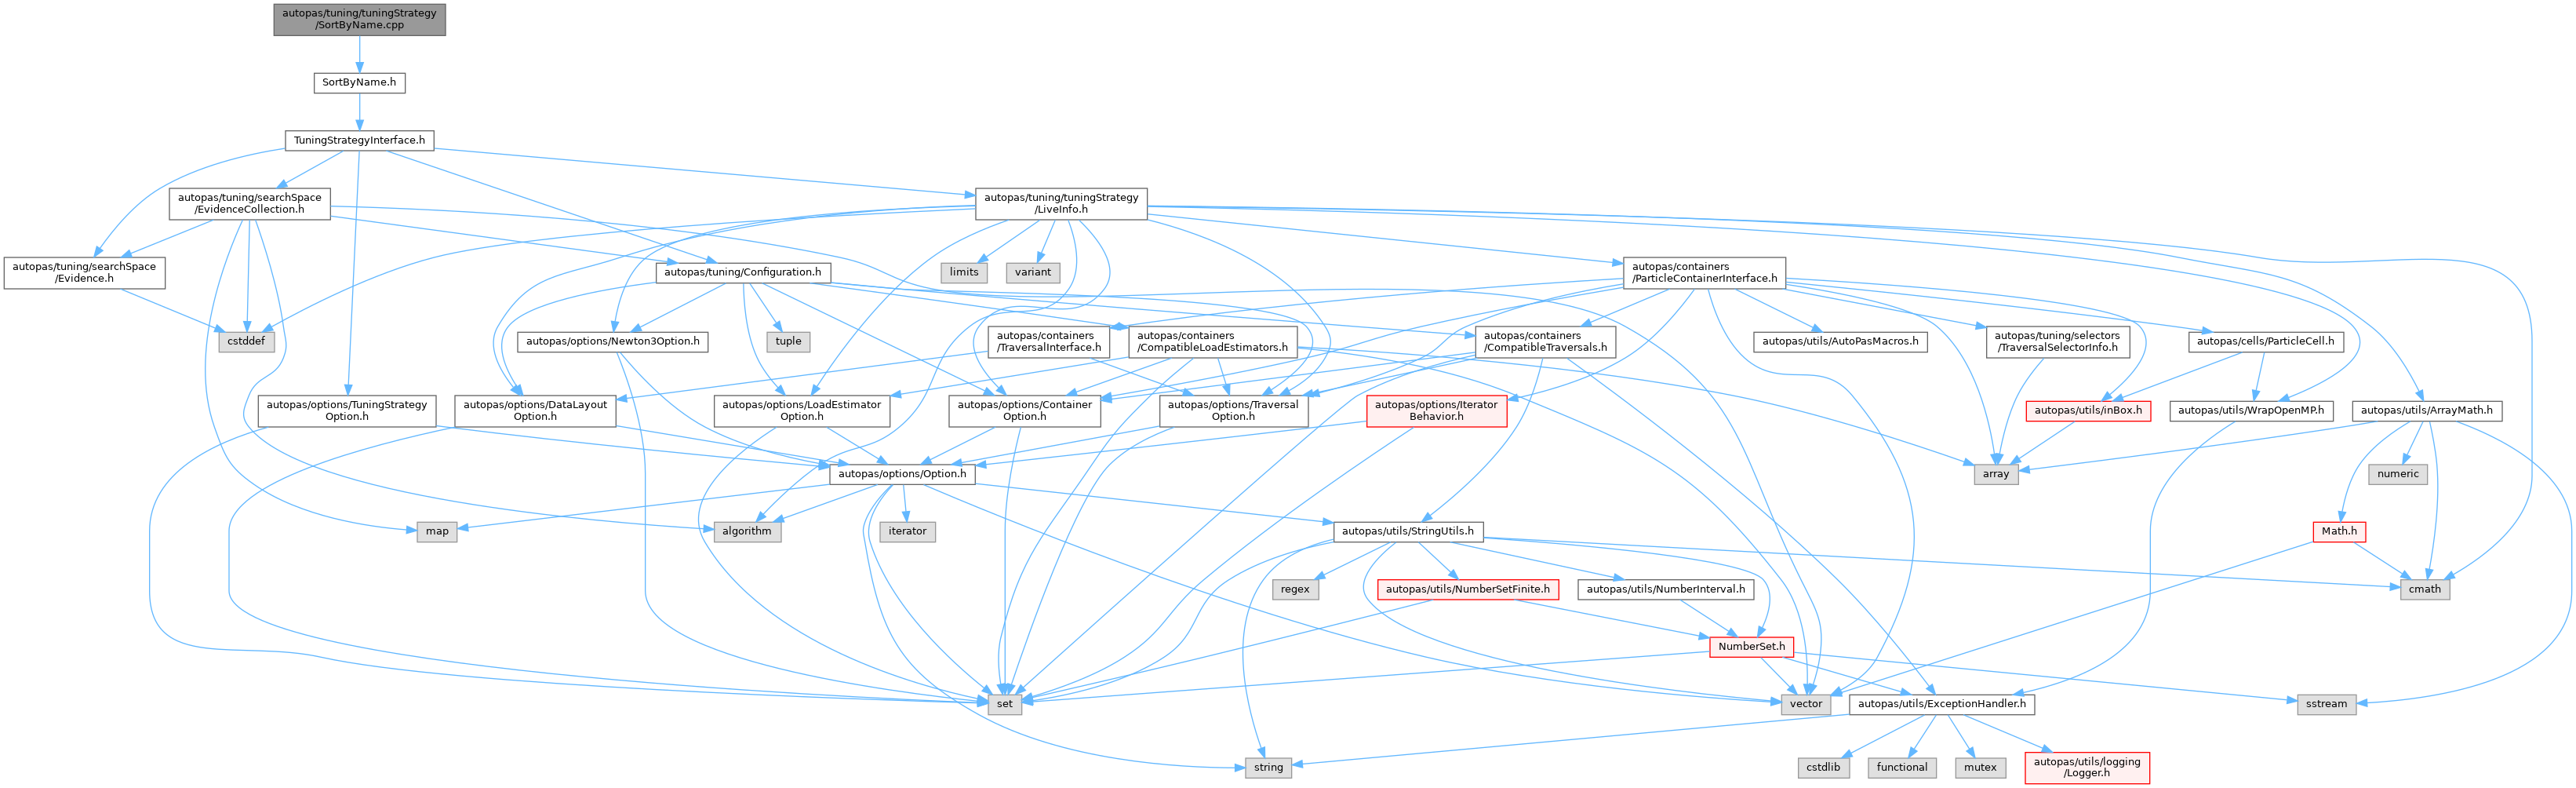 autopas/tuning/tuningStrategy
/SortByName.cpp
SortByName.h
TuningStrategyInterface.h
autopas/tuning/searchSpace
/EvidenceCollection.h
autopas/tuning/tuningStrategy
/LiveInfo.h
autopas/tuning/searchSpace
/Evidence.h
autopas/tuning/Configuration.h
limits
variant
autopas/containers
/ParticleContainerInterface.h
cstddef
autopas/options/Newton3Option.h
tuple
autopas/containers
/TraversalInterface.h
autopas/containers
/CompatibleLoadEstimators.h
autopas/containers
/CompatibleTraversals.h
autopas/utils/AutoPasMacros.h
autopas/tuning/selectors
/TraversalSelectorInfo.h
autopas/cells/ParticleCell.h
autopas/options/TuningStrategy
Option.h
autopas/options/DataLayout
Option.h
autopas/options/LoadEstimator
Option.h
autopas/options/Container
Option.h
autopas/options/Traversal
Option.h
autopas/options/Iterator
Behavior.h
autopas/utils/inBox.h
autopas/utils/WrapOpenMP.h
autopas/utils/ArrayMath.h
autopas/options/Option.h
array
numeric
map
algorithm
iterator
autopas/utils/StringUtils.h
Math.h
regex
autopas/utils/NumberSetFinite.h
autopas/utils/NumberInterval.h
cmath
NumberSet.h
set
vector
autopas/utils/ExceptionHandler.h
sstream
string
cstdlib
functional
mutex
autopas/utils/logging
/Logger.h